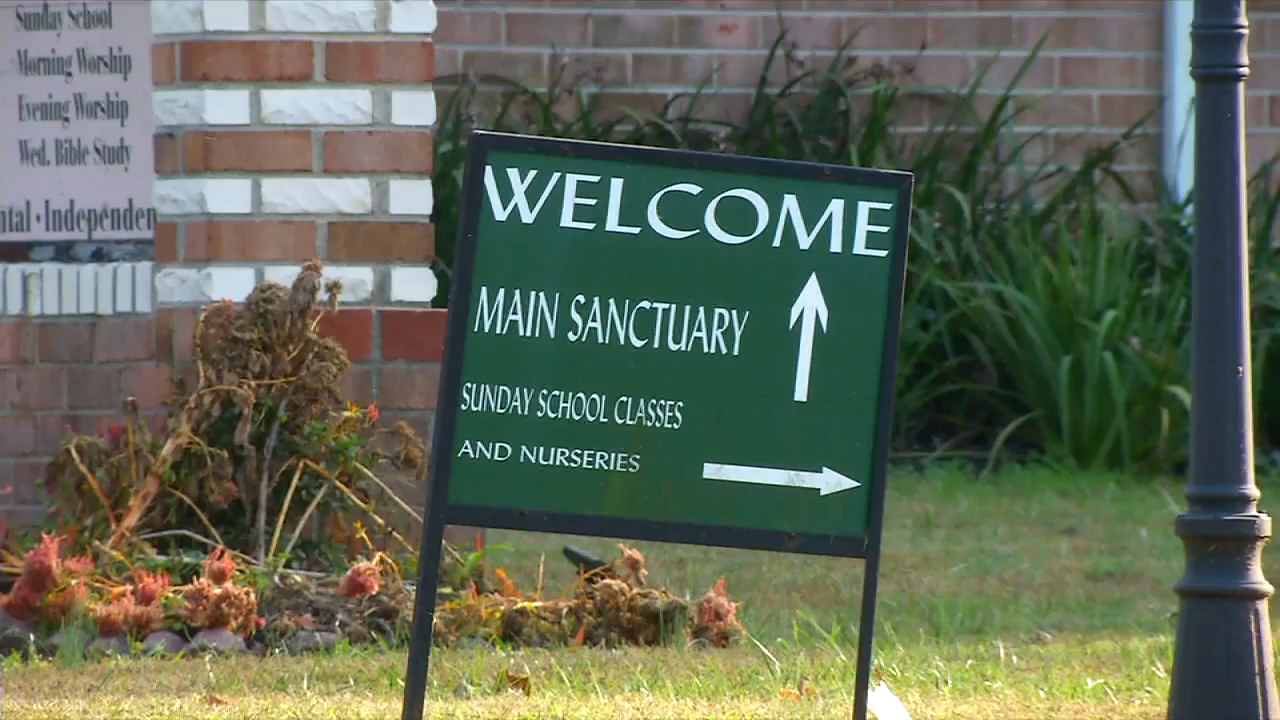 Sunday School
Morning Worship
Evening Worship
Wed. Bible Study
ntal • Independen
WELCOME
MAIN SANCTUARY
SUNDAY SCHOOL CLASSES
AND NURSERIES